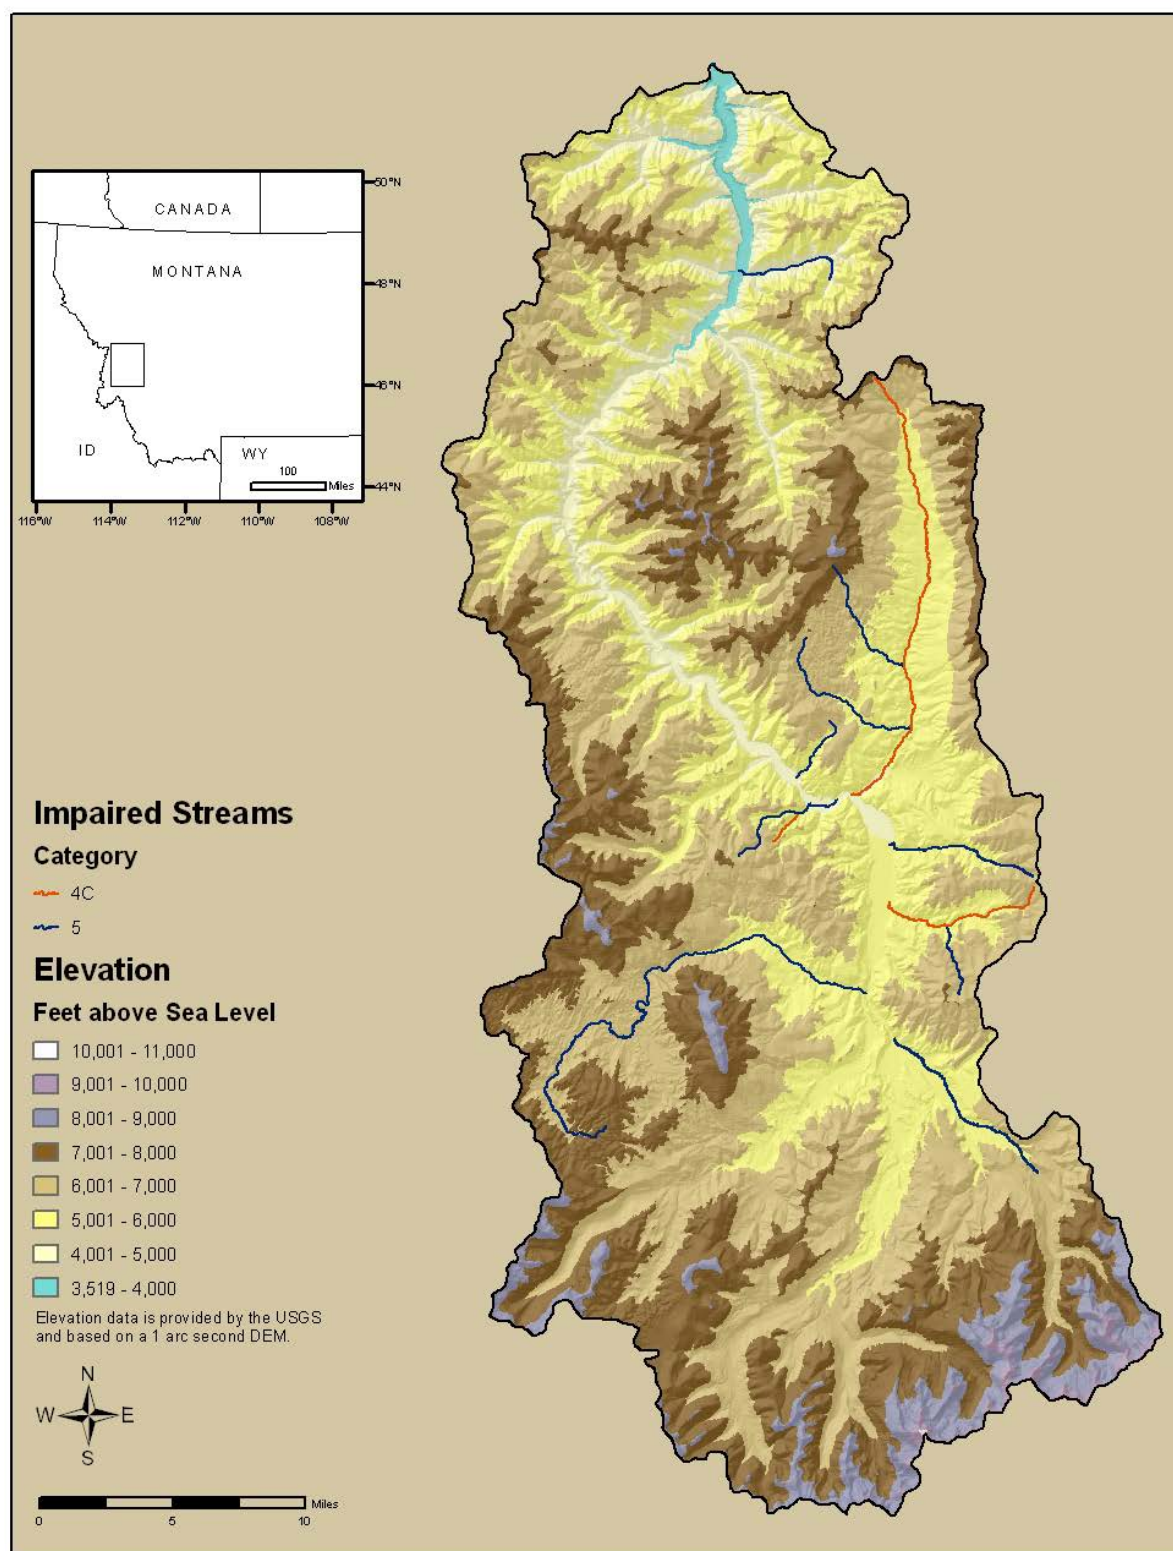 50°N
CANADA
MONTANA
48°N
46°N
ID
WY
100
Miles
44°N
116°W 114°W 112°W 110°W 108°W
Impaired Streams
Category
4C
5
Elevation
Feet above Sea Level
10,001 - 11,000
9,001 - 10,000
8,001 - 9,000
7,001 - 8,000
6,001 - 7,000
5,001 - 6,000
4,001 - 5,000
3,519 - 4,000
Elevation data is provided by the USGS
and based on a 1 arc second DEM.
N
W E
S
Miles
0 5 10